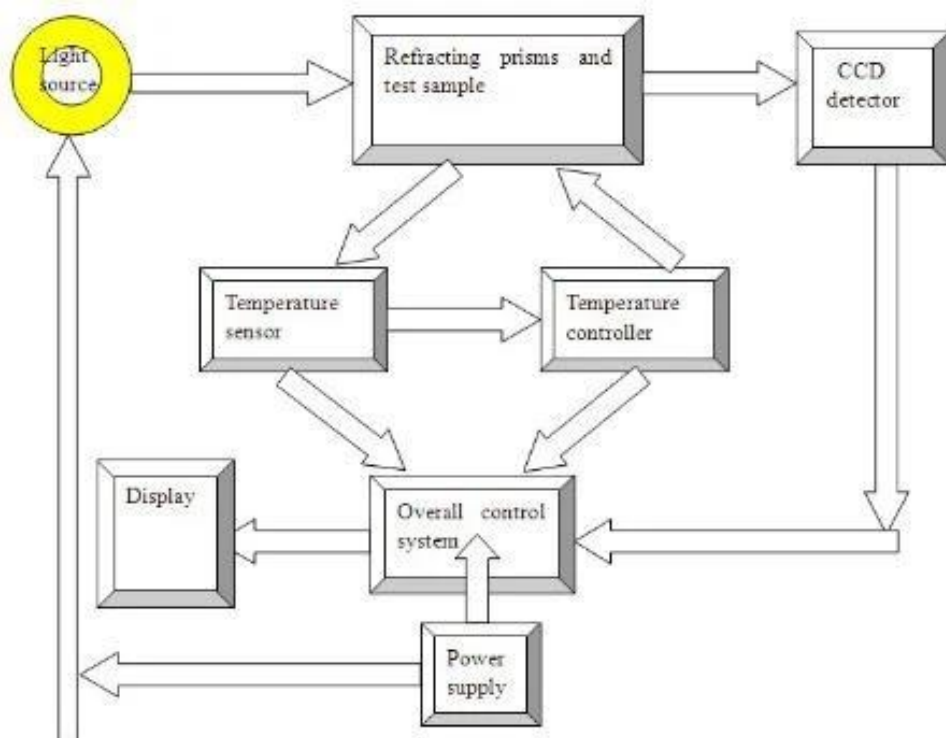 Light
source
Refracting prisms and
test sample
CCD
detector
Temperature
sensor
Temperature
controller
Display
Overall control
system
Power
supply